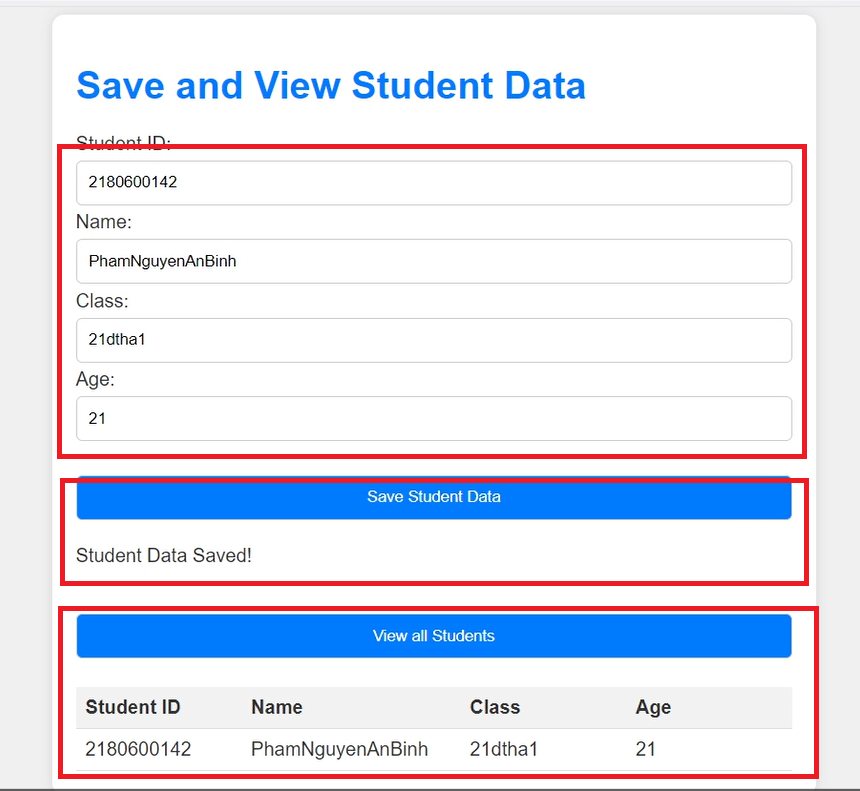 Save and View Student Data
Student ID:
2180600142
Name:
PhamNguyenAnBinh
Class:
21dtha1
Age:
21
Save Student Data
Student Data Saved!
View all Students
Student ID Name Class Age
2180600142 PhamNguyenAnBinh 21dtha1 21